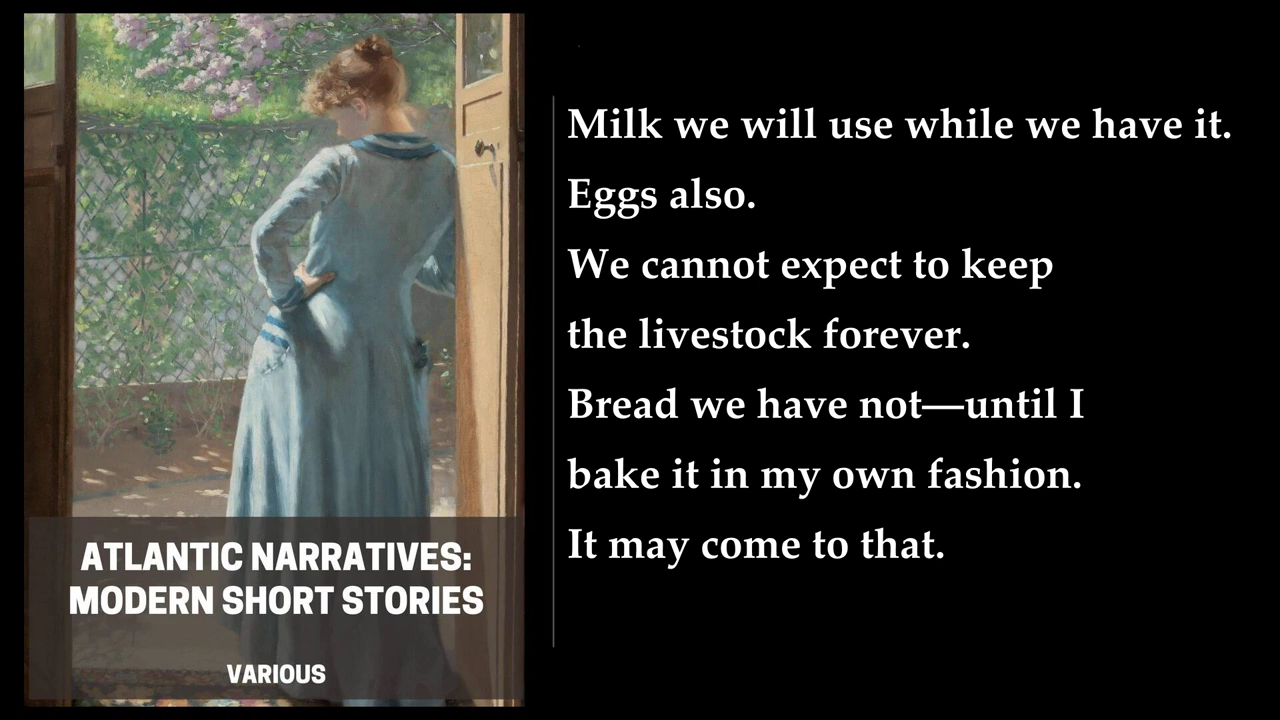 ATLANTIC NARRATIVES:
MODERN SHORT STORIES
VARIOUS
Milk we will use while we have it.
Eggs also.
We cannot expect to keep
the livestock forever.
Bread we have not—until I
bake it in my own fashion.
It may come to that.